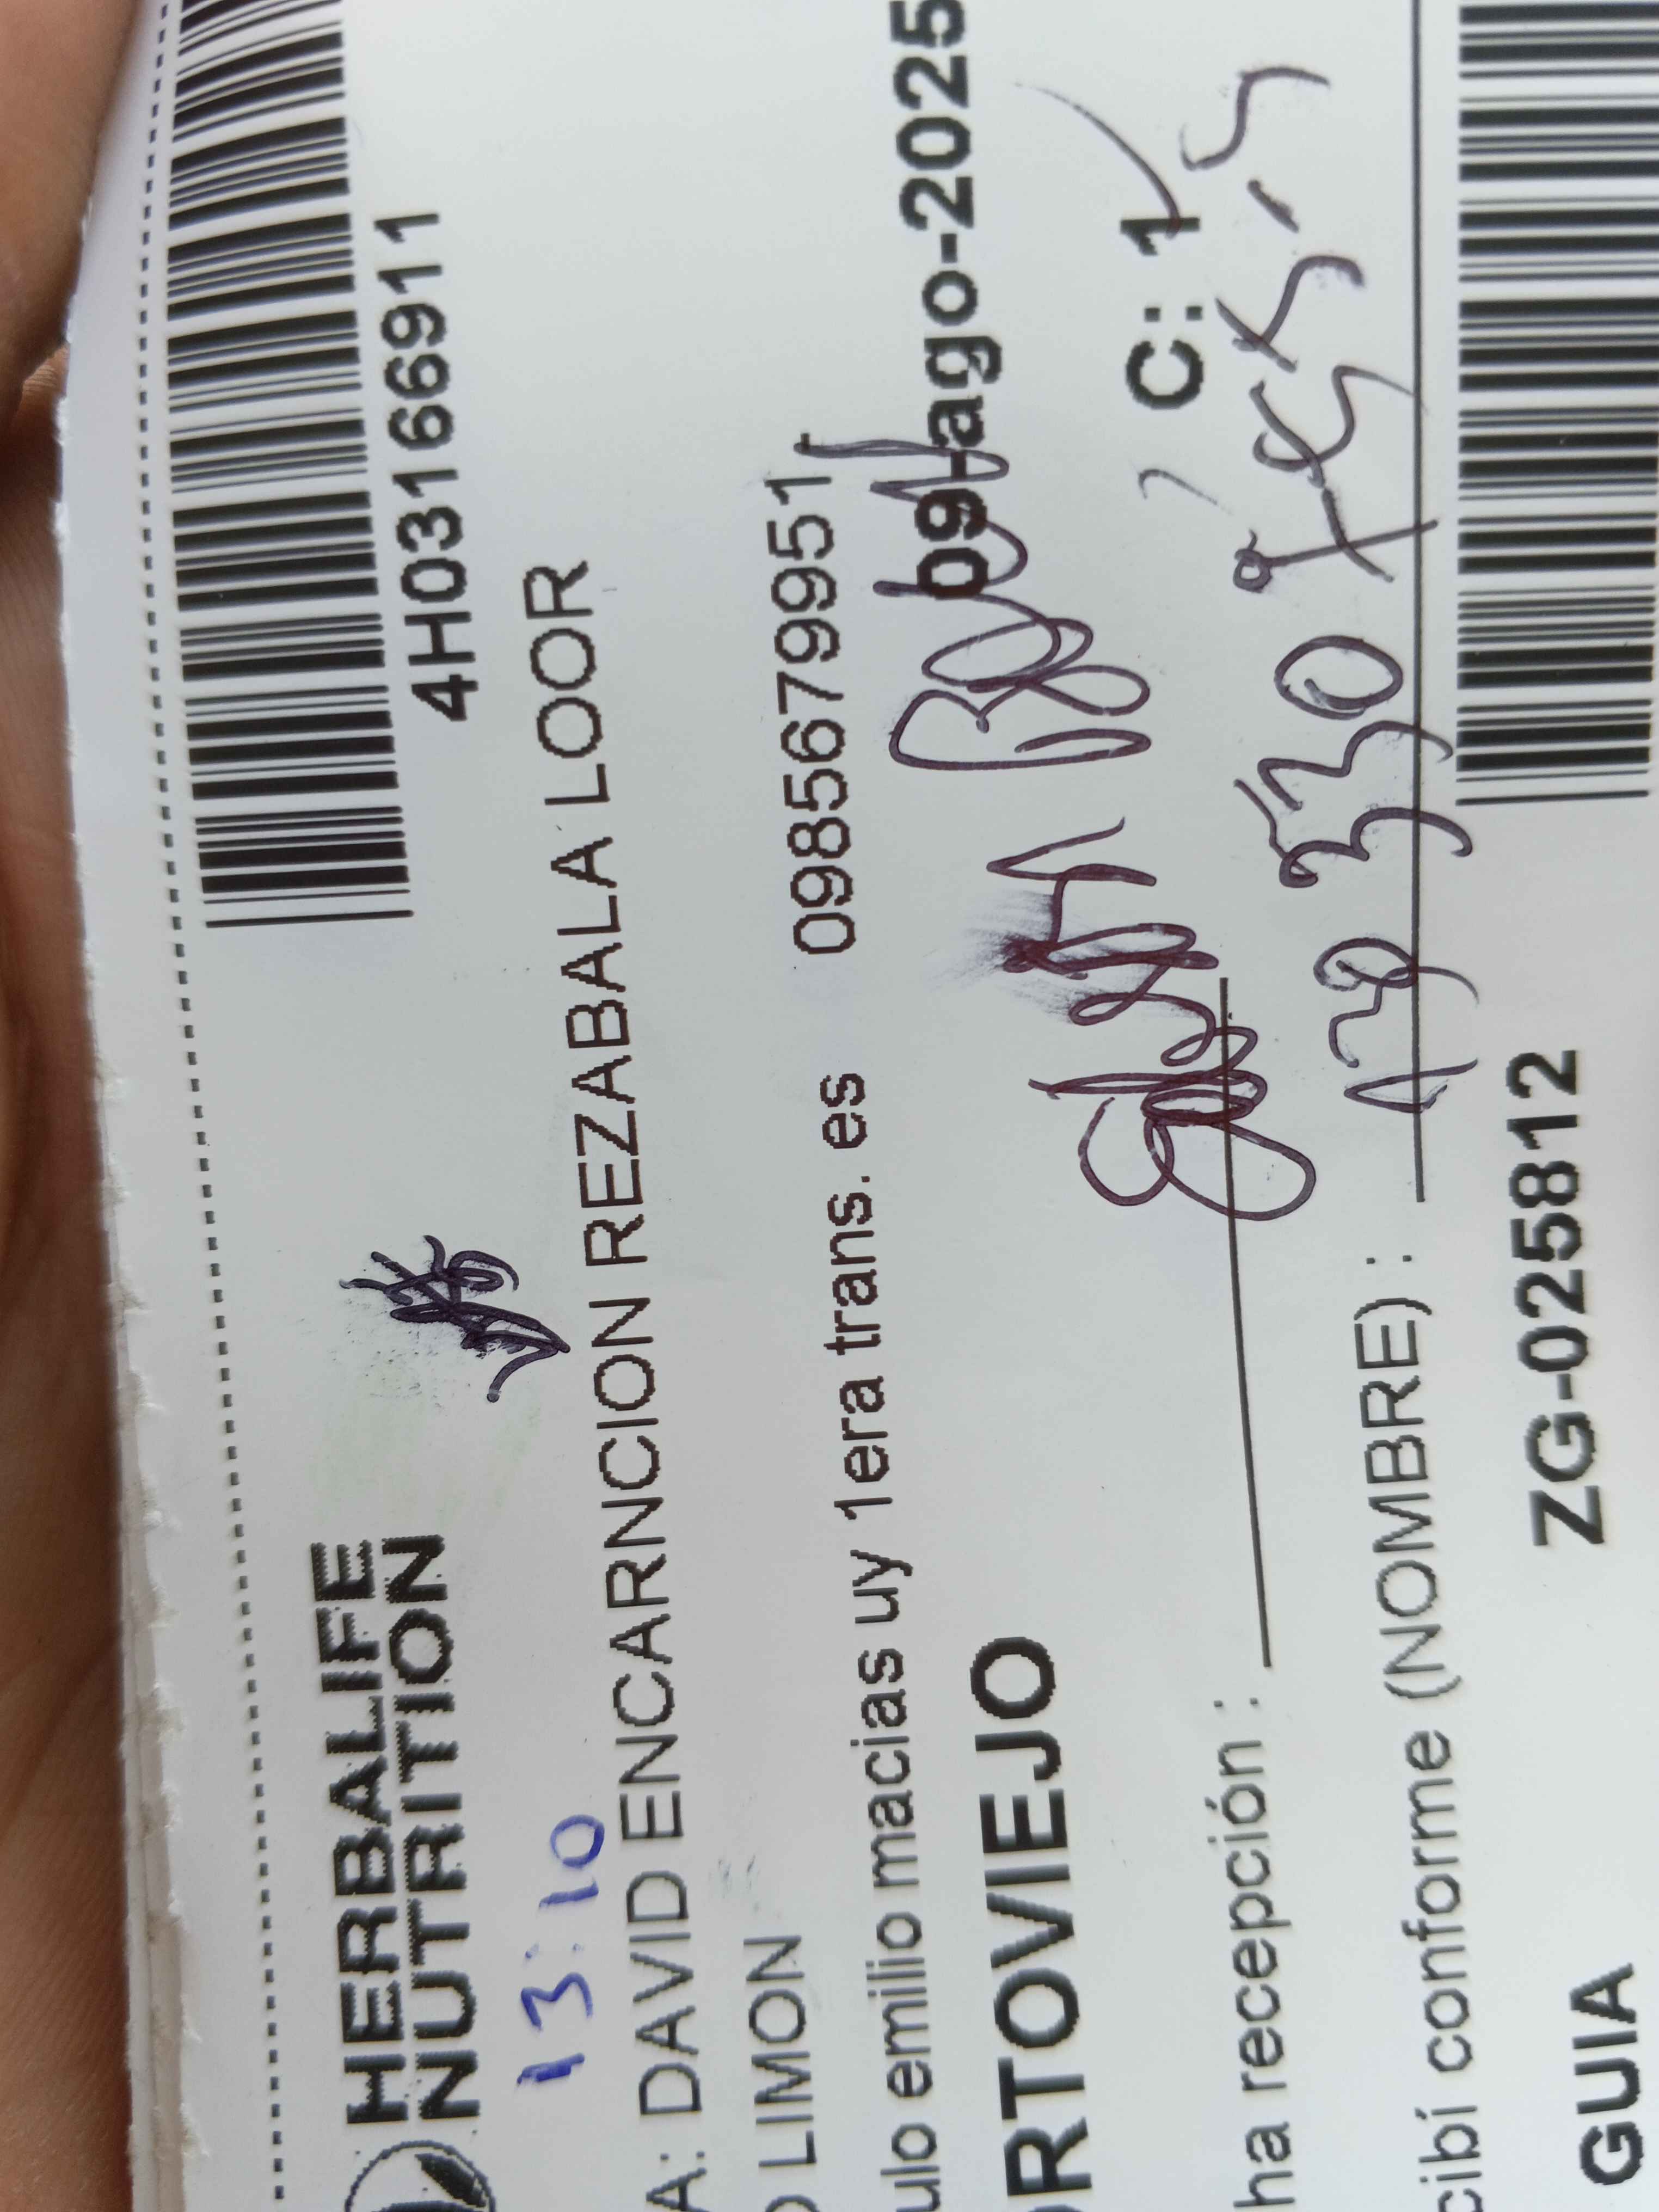 HERBALIFE
NUTRITION
4H03166911
13:10
A: DAVID ENCARNCION REZABALA LOOR
LIMON
ulo emilio macias uy 1era trans. es 0985679951
RTOVIEJO
09-ago-2025
C: 1
ha recepción :
cibí conforme (NOMBRE) :
GUIA ZG-025812